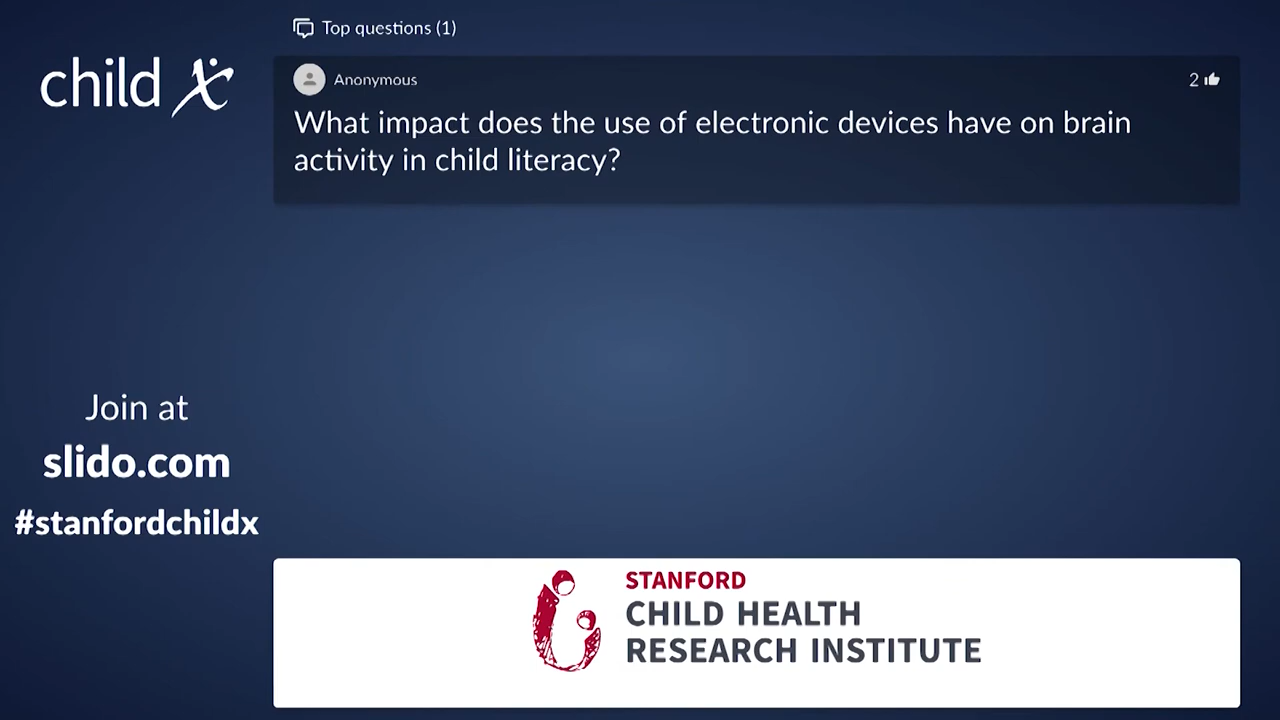 Top questions (1)
child x
Anonymous
2
What impact does the use of electronic devices have on brain
activity in child literacy?
Join at
slido.com
#stanfordchildx
STANFORD
CHILD HEALTH
RESEARCH INSTITUTE